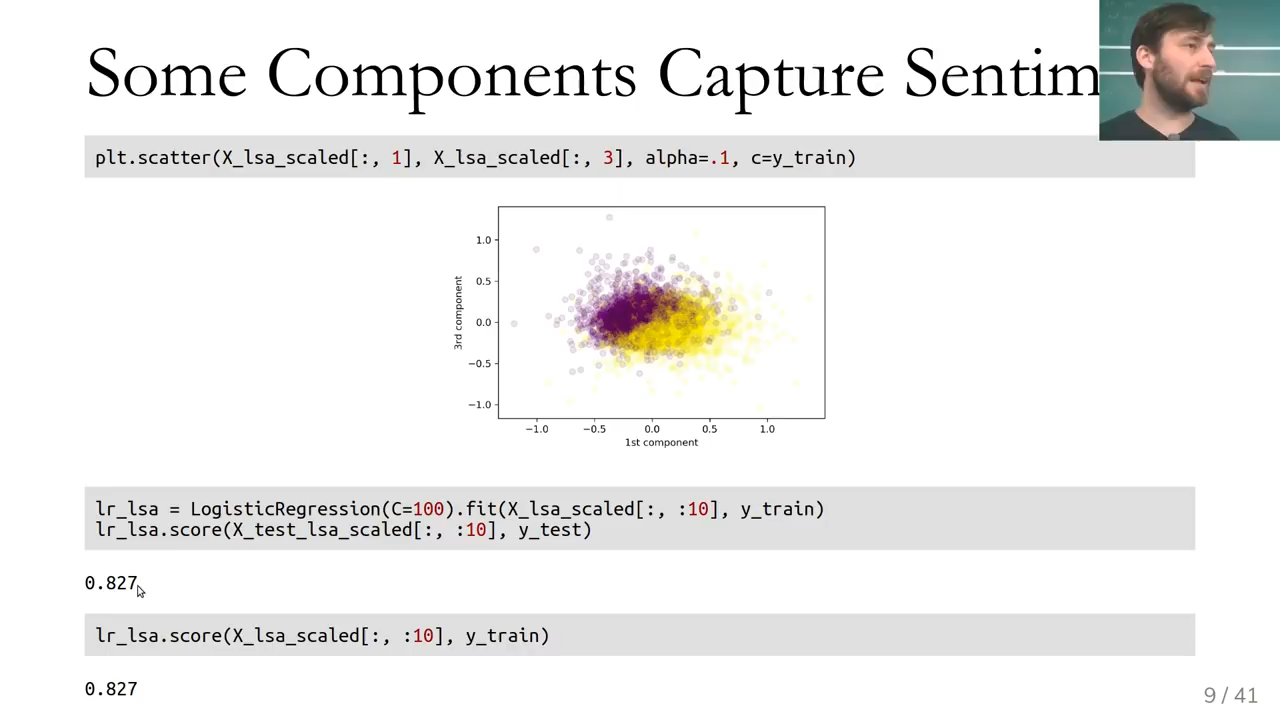 Some Components Capture Sentim
plt.scatter(X_lsa_scaled[:, 1], X_lsa_scaled[:, 3], alpha=.1, c=y_train)
1.0
0.5
0.0
−0.5
−1.0
3rd component
−1.0 −0.5 0.0 0.5 1.0
1st component
lr_lsa = LogisticRegression(C=100).fit(X_lsa_scaled[:, :10], y_train)
lr_lsa.score(X_test_lsa_scaled[:, :10], y_test)
0.827
lr_lsa.score(X_lsa_scaled[:, :10], y_train)
0.827
9 / 41